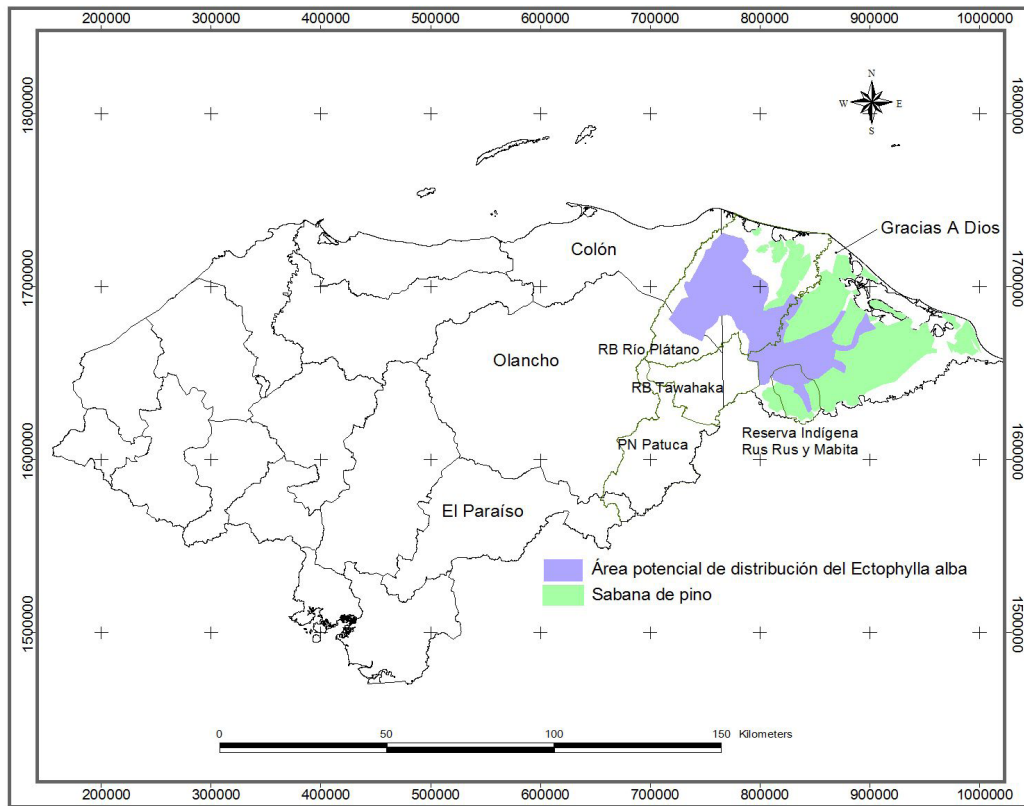 200000 300000 400000 500000 600000 700000 800000 900000 1000000
1800000
1700000
1600000
1500000
1800000
1700000
1600000
1500000
N
W E
S
Gracias A Dios
Colón
Olancho
RB Río Plátano
RB Tawahaka
PN Patuca
Reserva Indígena
Rus Rus y Mabita
El Paraíso
Área potencial de distribución del Ectophylla alba
Sabana de pino
0 50 100 150 Kilometers
200000 300000 400000 500000 600000 700000 800000 900000 1000000